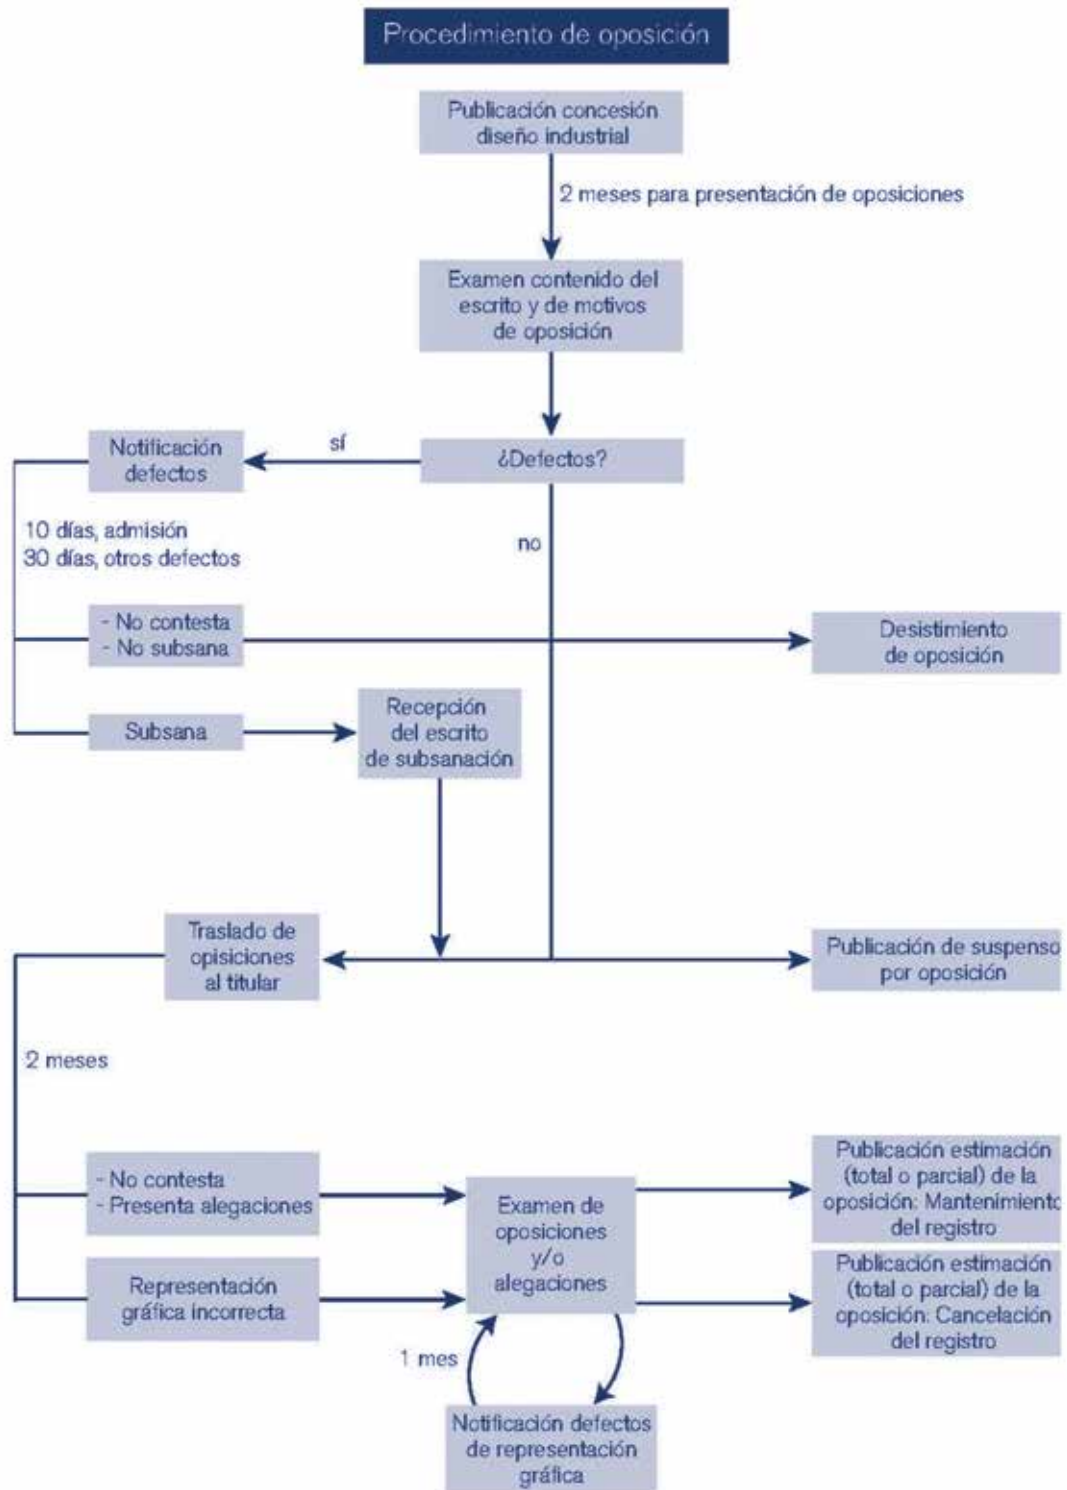 Procedimiento de oposición
Publicación concesión
diseño industrial
2 meses para presentación de oposiciones
Examen contenido del
escrito y de motivos
de oposición
Notificación
defectos
sí
¿Defectos?
10 días, admisión
30 días, otros defectos
no
- No contesta
- No subsana
Desistimiento
de oposición
Subsana
Recepción
del escrito
de subsanación
Traslado de
opisiciones
al titular
Publicación de suspenso
por oposición
2 meses
- No contesta
- Presenta alegaciones
Examen de
oposiciones
y/o
alegaciones
Publicación estimación
(total o parcial) de la
oposición: Mantenimiento
del registro
Representación
gráfica incorrecta
Publicación estimación
(total o parcial) de la
oposición: Cancelación
del registro
1 mes
Notificación defectos
de representación
gráfica